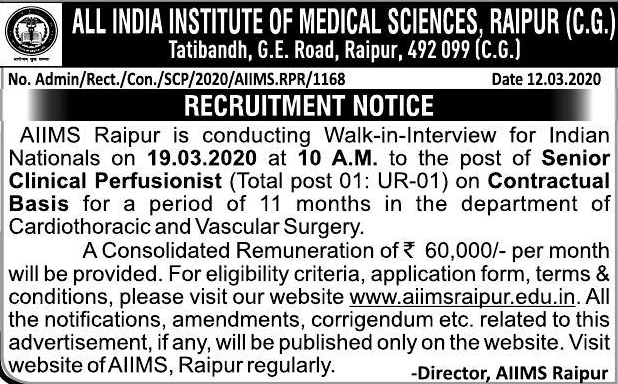 ALL INDIA INSTITUTE OF MEDICAL SCIENCES, RAIPUR (C.G.)
Tatibandh, G.E. Road, Raipur, 492 099 (C.G.)
No. Admin/Rect./Con./SCP/2020/AIIMS.RPR/1168 Date 12.03.2020
RECRUITMENT NOTICE
AIIMS Raipur is conducting Walk-in-Interview for Indian
Nationals on 19.03.2020 at 10 A.M. to the post of Senior
Clinical Perfusionist (Total post 01: UR-01) on Contractual
Basis for a period of 11 months in the department of
Cardiothoracic and Vascular Surgery.
A Consolidated Remuneration of ₹ 60,000/- per month
will be provided. For eligibility criteria, application form, terms &
conditions, please visit our website www.aiimsraipur.edu.in. All
the notifications, amendments, corrigendum etc. related to this
advertisement, if any, will be published only on the website. Visit
website of AIIMS, Raipur regularly.
-Director, AIIMS Raipur